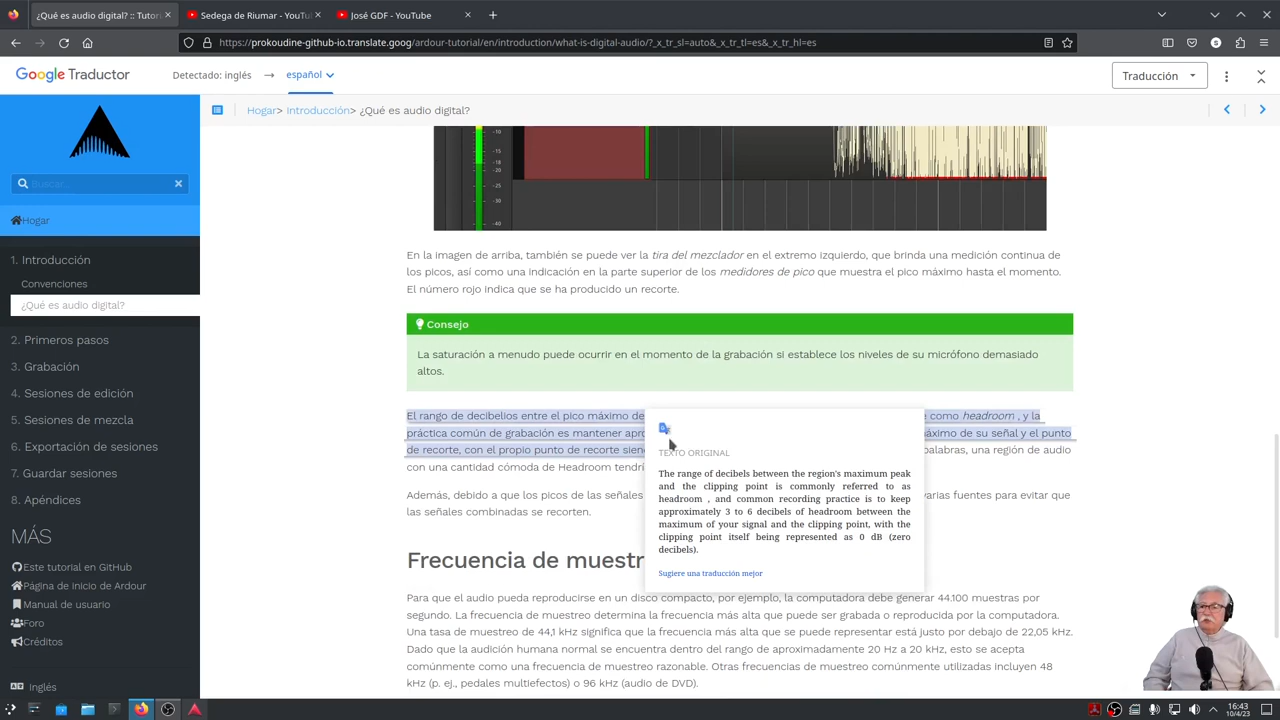 ¿Qué es audio digital? :: Tutori
Sedega de Riumar - YouTu
José GDF - YouTube
https://prokoudine-github-io.translate.goog/ardour-tutorial/en/introduction/what-is-digital-audio/?_x_tr_sl=auto&_x_tr_tl=es&_x_tr_hl=es
Google Traductor
Detectado: inglés → español
Traducción
Hogar> Introducción> ¿Qué es audio digital?
Buscar...
Hogar
1. Introducción
Convenciones
¿Qué es audio digital?
2. Primeros pasos
3. Grabación
4. Sesiones de edición
5. Sesiones de mezcla
6. Exportación de sesiones
7. Guardar sesiones
8. Apéndices
MÁS
Este tutorial en GitHub
Página de inicio de Ardour
Manual de usuario
Foro
Créditos
Inglés
-10
-15
-18
-20
-25
-30
-40
En la imagen de arriba, también se puede ver la tira del mezclador en el extremo izquierdo, que brinda una medición continua de
los picos, así como una indicación en la parte superior de los medidores de pico que muestra el pico máximo hasta el momento.
El número rojo indica que se ha producido un recorte.
Consejo
La saturación a menudo puede ocurrir en el momento de la grabación si establece los niveles de su micrófono demasiado
altos.
El rango de decibelios entre el pico máximo de como headroom , y la
práctica común de grabación es mantener apro máximo de su señal y el punto
de recorte, con el propio punto de recorte sien palabras, una región de audio
con una cantidad cómoda de Headroom tendrí
Además, debido a que los picos de las señales varias fuentes para evitar que
las señales combinadas se recorten.
TEXTO ORIGINAL
The range of decibels between the region's maximum peak
and the clipping point is commonly referred to as
headroom , and common recording practice is to keep
approximately 3 to 6 decibels of headroom between the
maximum of your signal and the clipping point, with the
clipping point itself being represented as 0 dB (zero
decibels).
Sugiere una traducción mejor
Frecuencia de muestr
Para que el audio pueda reproducirse en un disco compacto, por ejemplo, la computadora debe generar 44.100 muestras por
segundo. La frecuencia de muestreo determina la frecuencia más alta que puede ser grabada o reproducida por la computadora.
Una tasa de muestreo de 44,1 kHz significa que la frecuencia más alta que se puede representar está justo por debajo de 22,05 kHz.
Dado que la audición humana normal se encuentra dentro del rango de aproximadamente 20 Hz a 20 kHz, esto se acepta
comúnmente como una frecuencia de muestreo razonable. Otras frecuencias de muestreo comúnmente utilizadas incluyen 48
kHz (p. ej., pedales multiefectos) o 96 kHz (audio de DVD).
16:43
10/4/23